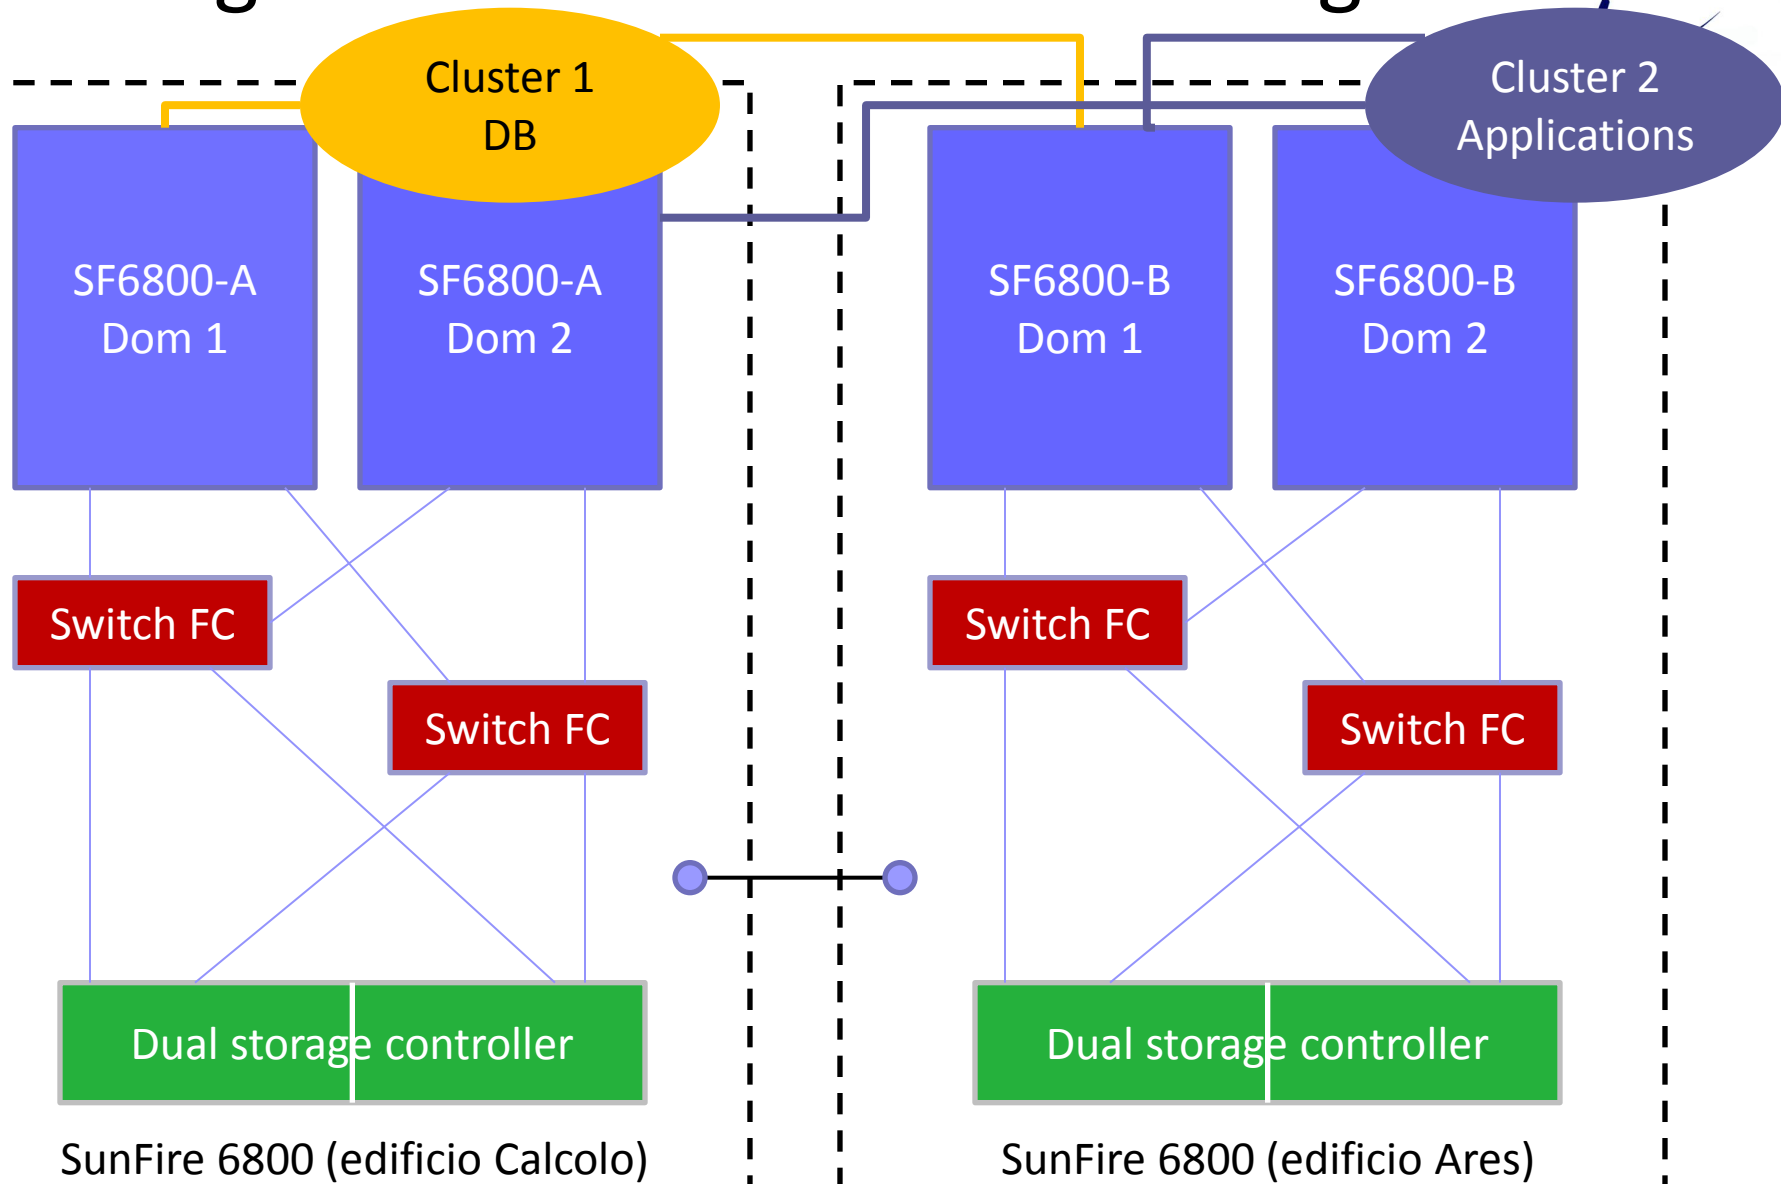 Cluster 1
DB
Cluster 2
Applications
SF6800-A
Dom 1
SF6800-A
Dom 2
SF6800-B
Dom 1
SF6800-B
Dom 2
Switch FC
Switch FC
Switch FC
Switch FC
Dual storage controller
Dual storage controller
SunFire 6800 (edificio Calcolo)
SunFire 6800 (edificio Ares)